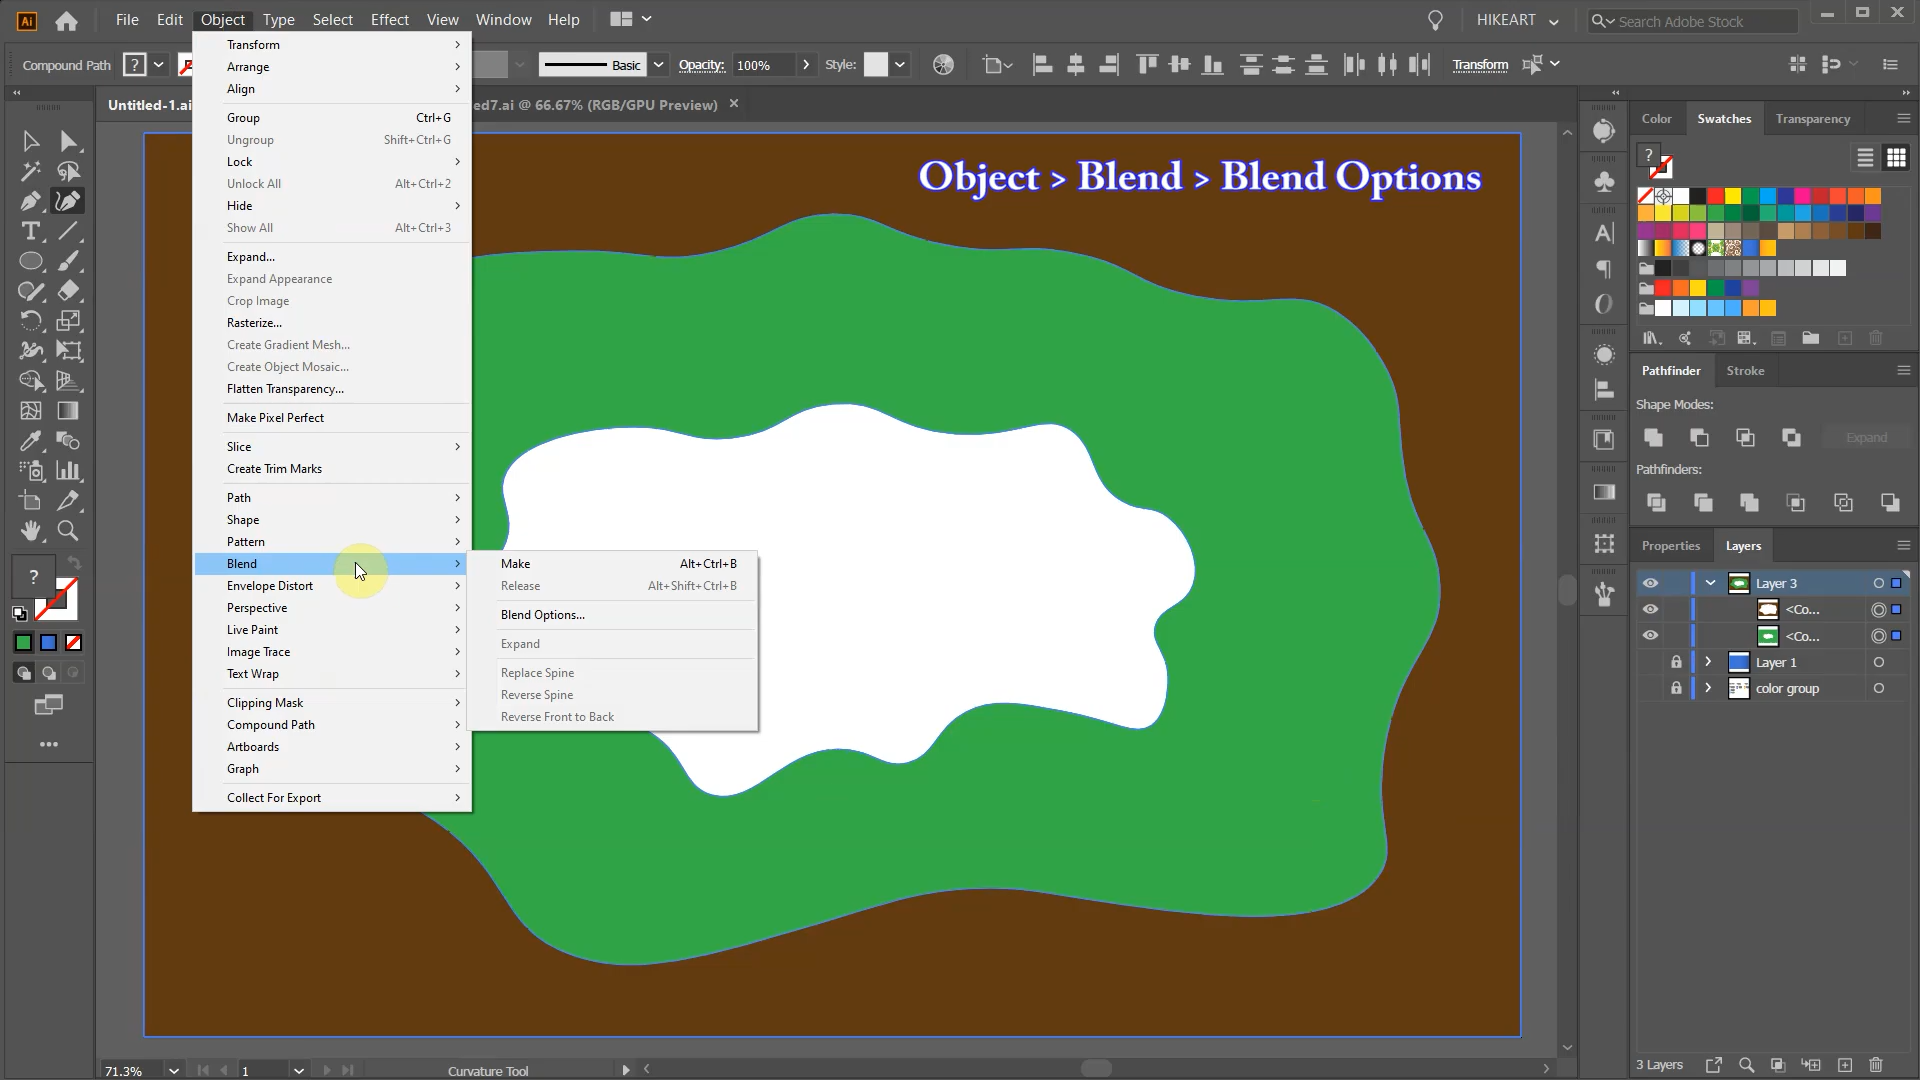 Ai File Edit Object Type Select Effect View Window Help HIKEART Search Adobe Stock
Compound Path ? Basic Opacity: 100% Style: Transform
Untitled-1.ai
ed7.ai @ 66.67% (RGB/GPU Preview)
Transform
Arrange
Align
Group Ctrl+G
Ungroup Shift+Ctrl+G
Lock
Unlock All Alt+Ctrl+2
Hide
Show All Alt+Ctrl+3
Expand...
Expand Appearance
Crop Image
Rasterize...
Create Gradient Mesh...
Create Object Mosaic...
Flatten Transparency...
Make Pixel Perfect
Slice
Create Trim Marks
Path
Shape
Pattern
Blend
Envelope Distort
Perspective
Live Paint
Image Trace
Text Wrap
Clipping Mask
Compound Path
Artboards
Graph
Collect For Export
Make Alt+Ctrl+B
Release Alt+Shift+Ctrl+B
Blend Options...
Expand
Replace Spine
Reverse Spine
Reverse Front to Back
Object > Blend > Blend Options
?
Color Swatches Transparency
?
Pathfinder Stroke
Shape Modes:
Expand
Pathfinders:
Properties Layers
Layer 3
<Co...
<Co...
Layer 1
color group
3 Layers
71.3% 1 Curvature Tool